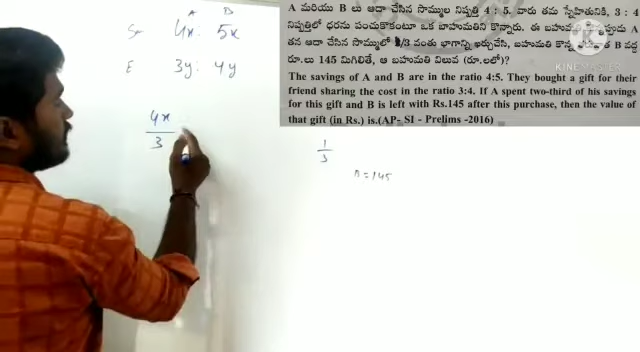 A మరియు B లు ఆదా చేసిన సొమ్ముల నిష్పత్తి 4 : 5. వారు తమ స్నేహితునికి, 3 : 4
నిష్పత్తిలో ధరను పంచుకొంటూ ఒక బాహుమతిని కొన్నారు. ఈ A
తన ఆదా చేసిన సొమ్ములో /3 వంతు భాగాన్ని ఖర్చుచేసి, బహుమతి B వద్ద
రూ.లు 145 మిగిలితే, ఆ బహుమతి విలువ (రూ.లలో)?
The savings of A and B are in the ratio 4:5. They bought a gift for their
friend sharing the cost in the ratio 3:4. If A spent two-third of his savings
for this gift and B is left with Rs.145 after this purchase, then the value of
that gift (in Rs.) is.(AP- SI - Prelims -2016)
KINEMASTER
A B
4x : 5x
E 3y : 4y
4x
3
1
3
B = 145